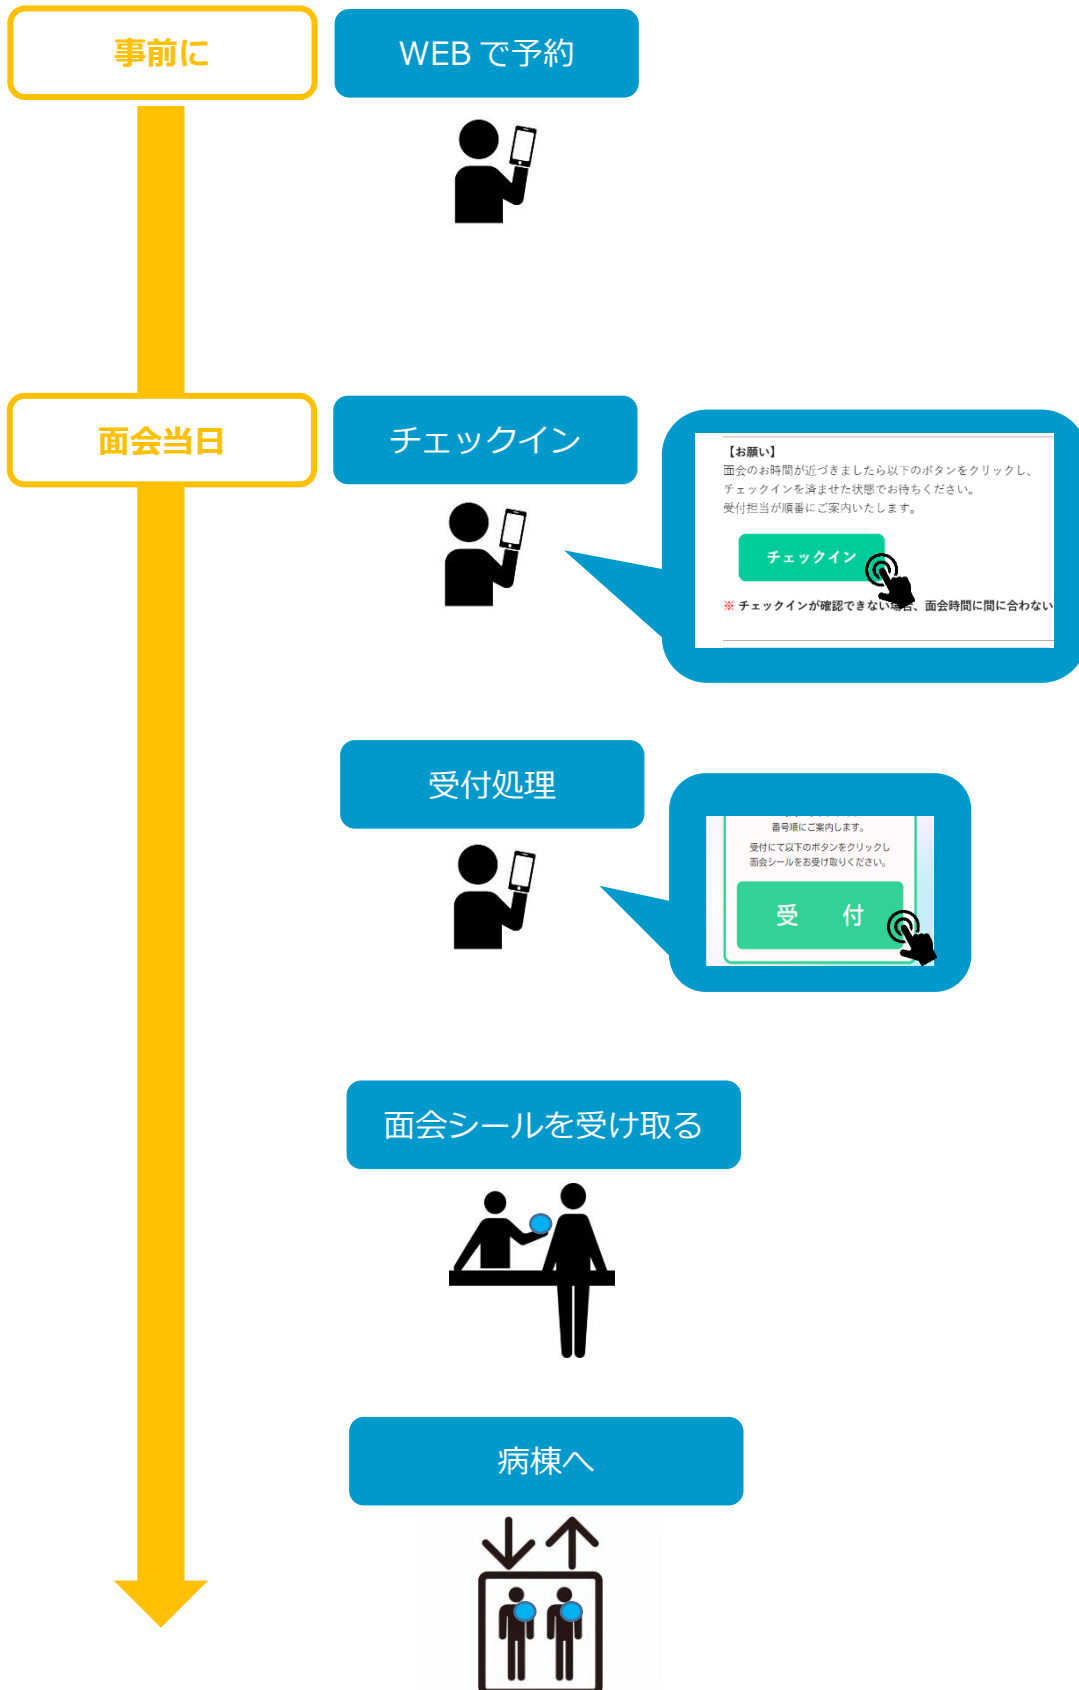 事前に
WEB で予約
面会当日
チェックイン
【お願い】
面会のお時間が近づきましたら以下のボタンをクリックし、
チェックインを済ませた状態でお待ちください。
受付担当が順番にご案内いたします。
チェックイン
※ チェックインが確認できない場合、面会時間に間に合わない
受付処理
番号順にご案内します。
受付にて以下のボタンをクリックし
面会シールをお受け取りください。
受　付
面会シールを受け取る
病棟へ